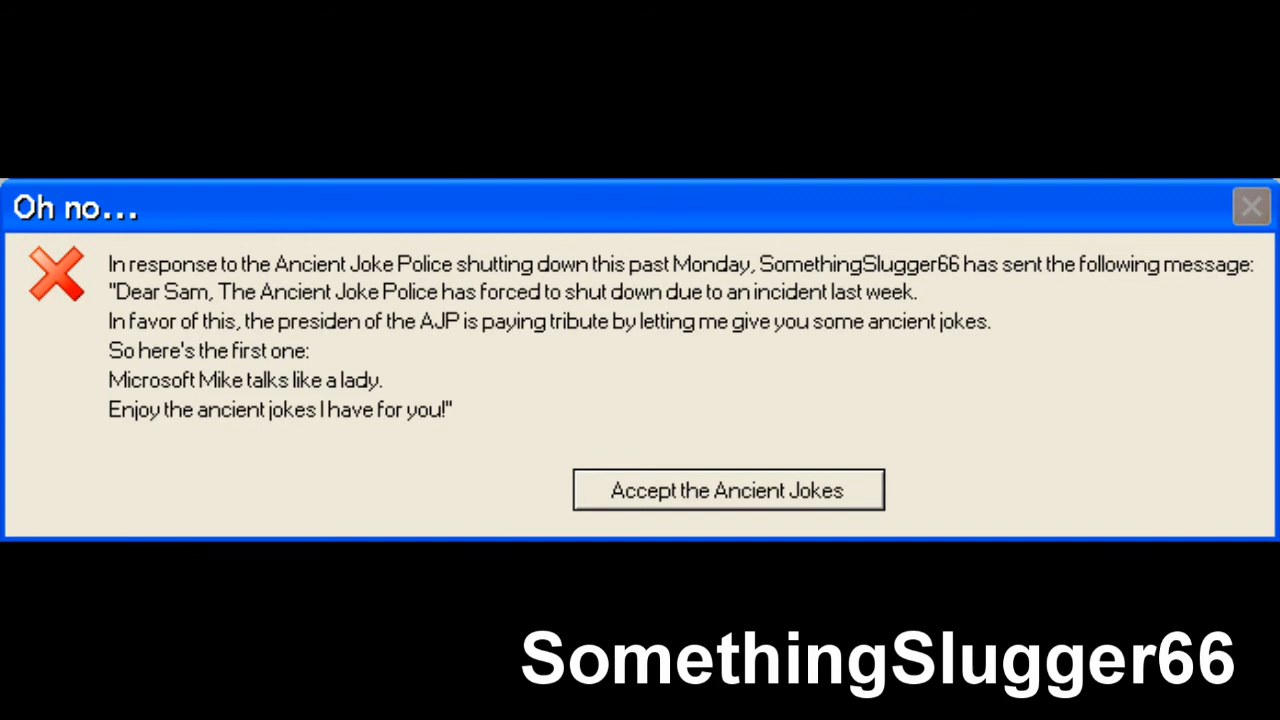 Oh no...
In response to the Ancient Joke Police shutting down this past Monday, SomethingSlugger66 has sent the following message:
"Dear Sam, The Ancient Joke Police has forced to shut down due to an incident last week.
In favor of this, the presiden of the AJP is paying tribute by letting me give you some ancient jokes.
So here's the first one:
Microsoft Mike talks like a lady.
Enjoy the ancient jokes I have for you!"
Accept the Ancient Jokes
SomethingSlugger66